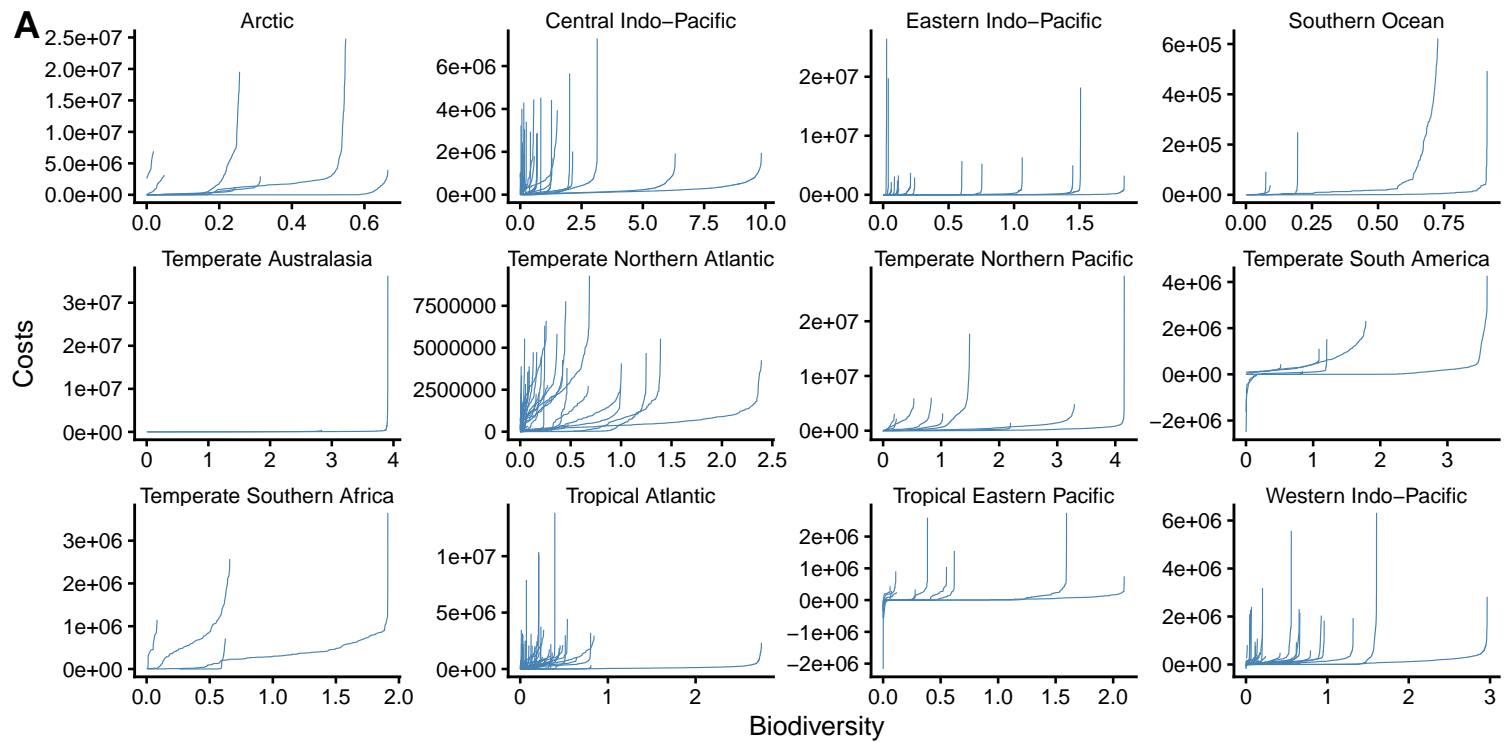 A
Arctic
Central Indo−Pacific
Eastern Indo−Pacific
Southern Ocean
2.5e+07
2.0e+07
1.5e+07
1.0e+07
5.0e+06
0.0e+00
0.0 0.2 0.4 0.6
6e+06
4e+06
2e+06
0e+00
0.0 2.5 5.0 7.5 10.0
2e+07
1e+07
0e+00
0.0 0.5 1.0 1.5
6e+05
4e+05
2e+05
0e+00
0.00 0.25 0.50 0.75
Temperate Australasia
Temperate Northern Atlantic
Temperate Northern Pacific
Temperate South America
Costs
3e+07
2e+07
1e+07
0e+00
0 1 2 3 4
7500000
5000000
2500000
0
0.0 0.5 1.0 1.5 2.0 2.5
2e+07
1e+07
0e+00
0 1 2 3 4
4e+06
2e+06
0e+00
−2e+06
0 1 2 3
Temperate Southern Africa
Tropical Atlantic
Tropical Eastern Pacific
Western Indo−Pacific
3e+06
2e+06
1e+06
0e+00
0.0 0.5 1.0 1.5 2.0
1e+07
5e+06
0e+00
0 1 2
2e+06
1e+06
0e+00
−1e+06
−2e+06
0.0 0.5 1.0 1.5 2.0
6e+06
4e+06
2e+06
0e+00
0 1 2 3
Biodiversity